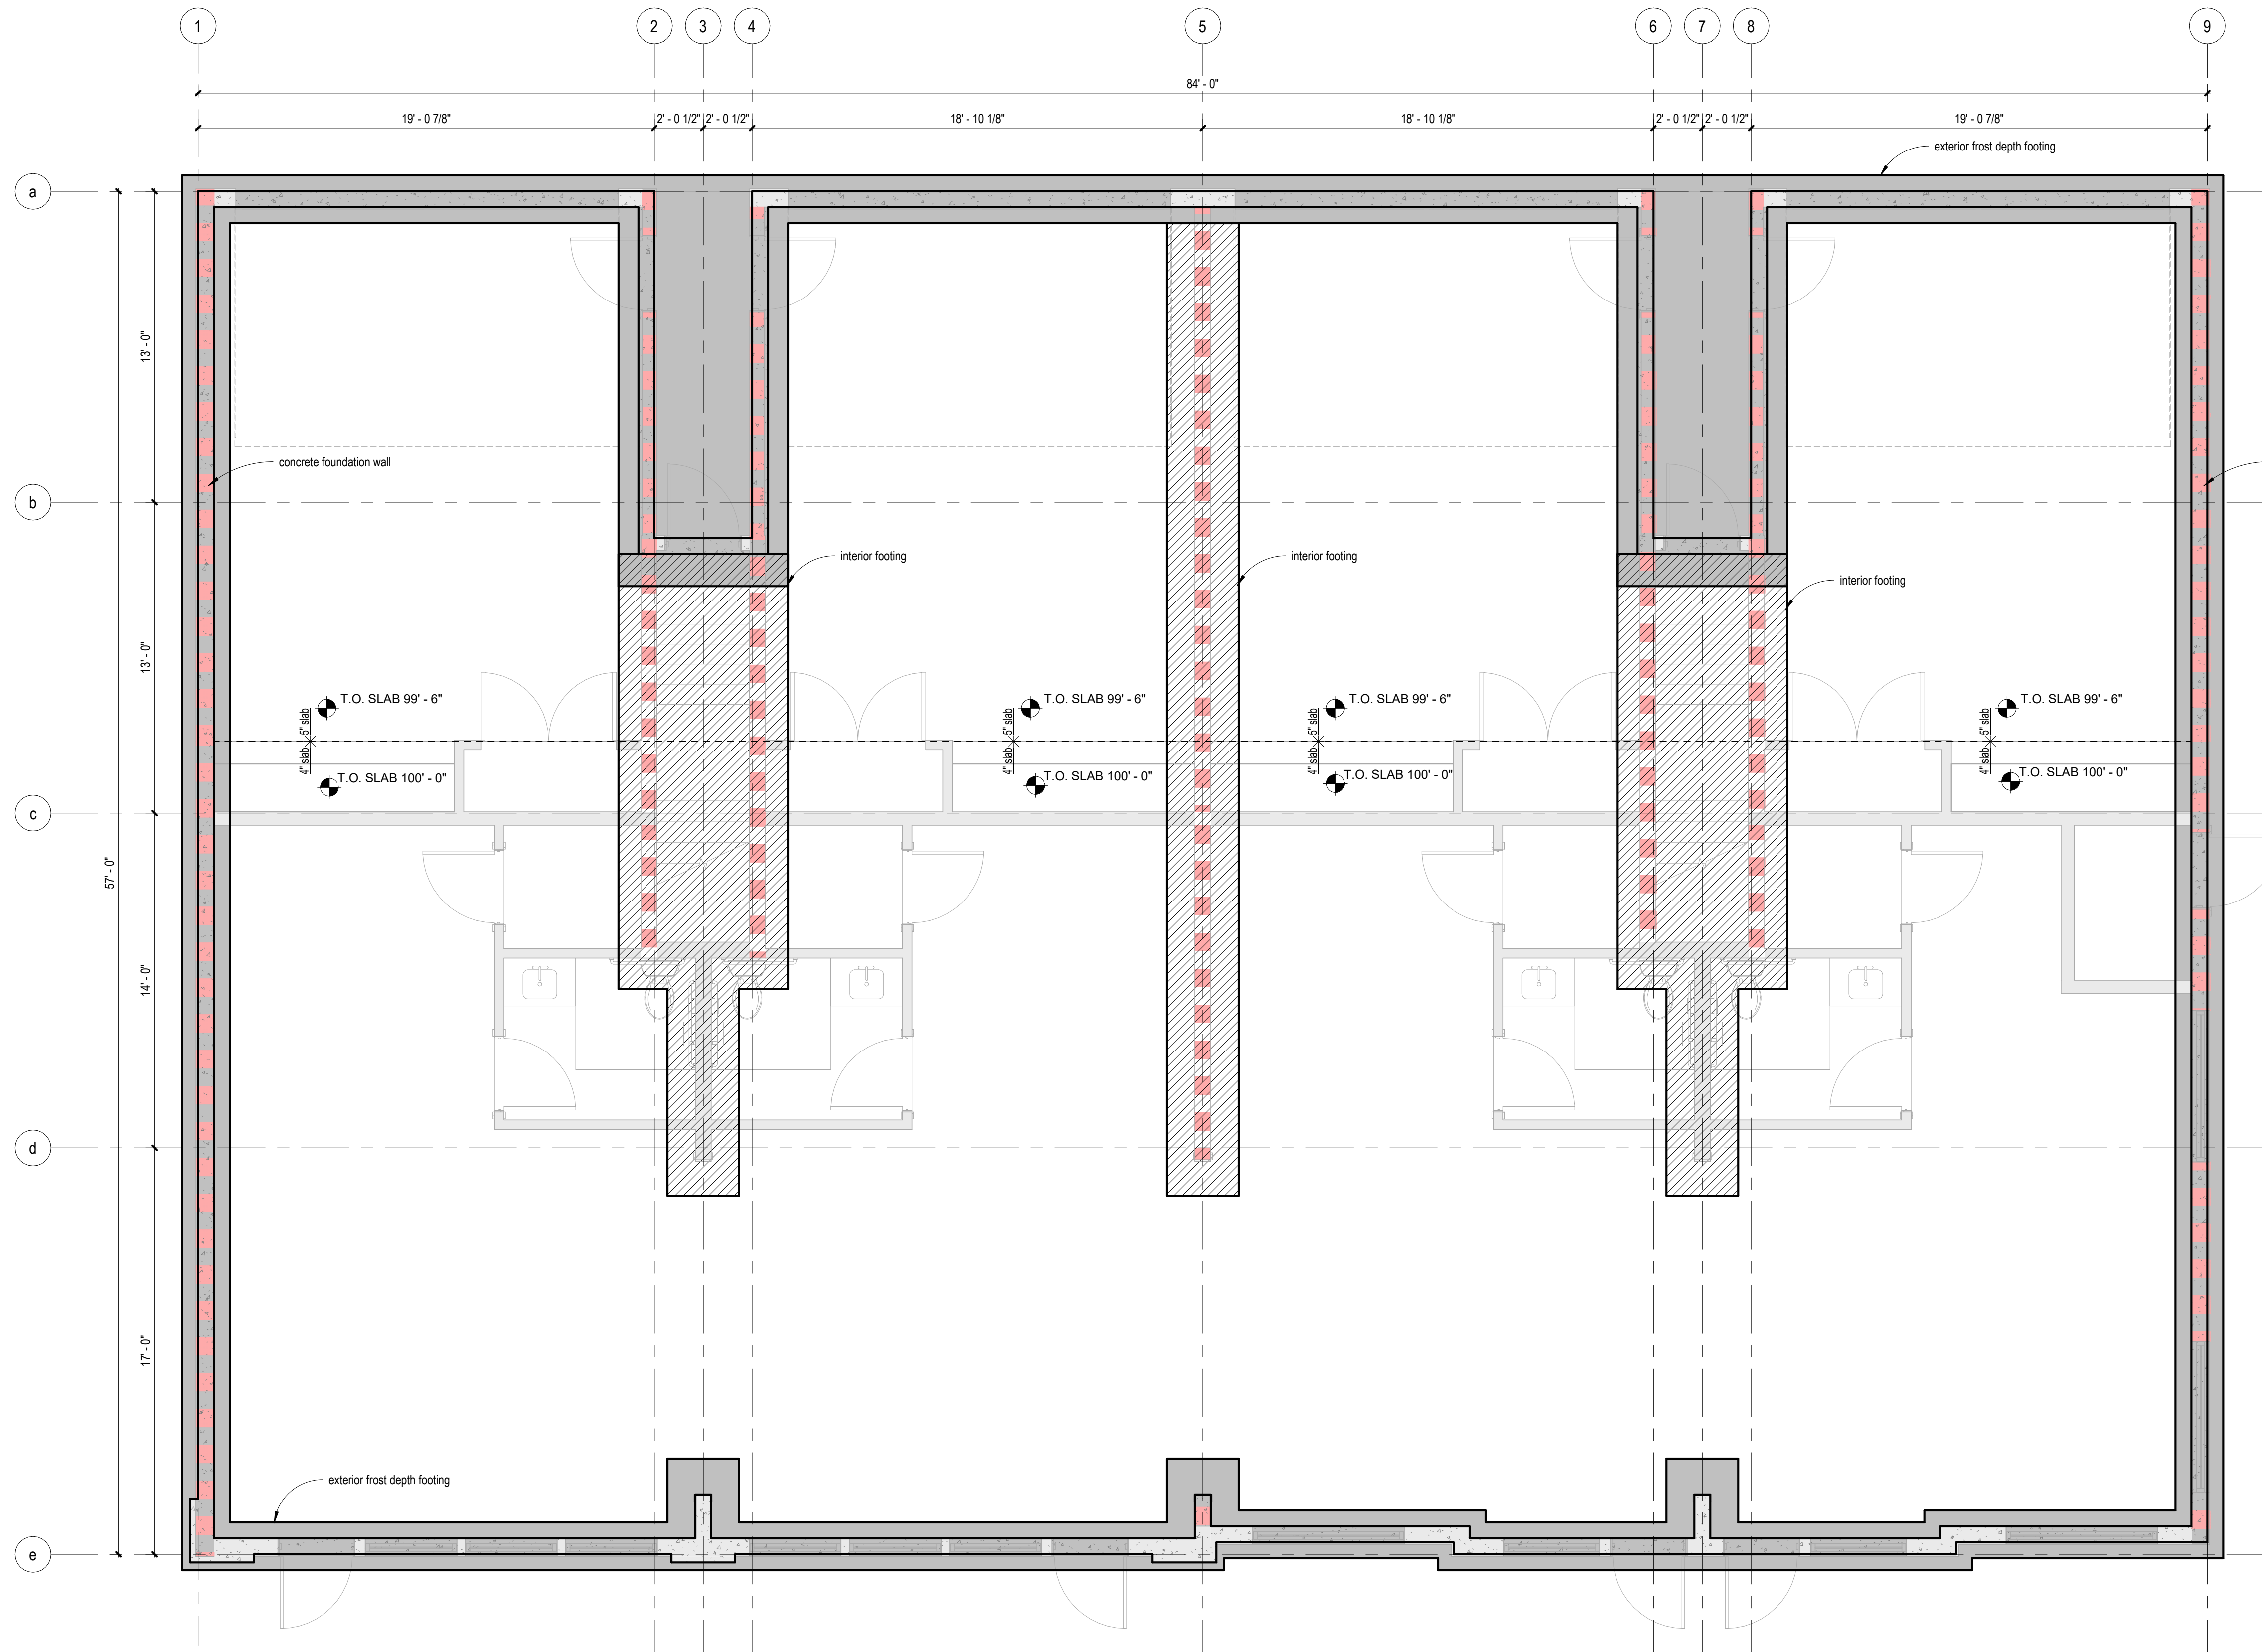 1
2
3
4
5
6
7
8
9
84' - 0"
19' - 0 7/8"
2' - 0 1/2"
2' - 0 1/2"
18' - 10 1/8"
18' - 10 1/8"
2' - 0 1/2"
2' - 0 1/2"
19' - 0 7/8"
exterior frost depth footing
a
13' - 0"
concrete foundation wall
b
interior footing
interior footing
interior footing
13' - 0"
T.O. SLAB 99' - 6"
5" slab
4" slab
T.O. SLAB 100' - 0"
T.O. SLAB 99' - 6"
5" slab
4" slab
T.O. SLAB 100' - 0"
T.O. SLAB 99' - 6"
5" slab
4" slab
T.O. SLAB 100' - 0"
T.O. SLAB 99' - 6"
5" slab
4" slab
T.O. SLAB 100' - 0"
c
57' - 0"
14' - 0"
d
17' - 0"
exterior frost depth footing
e